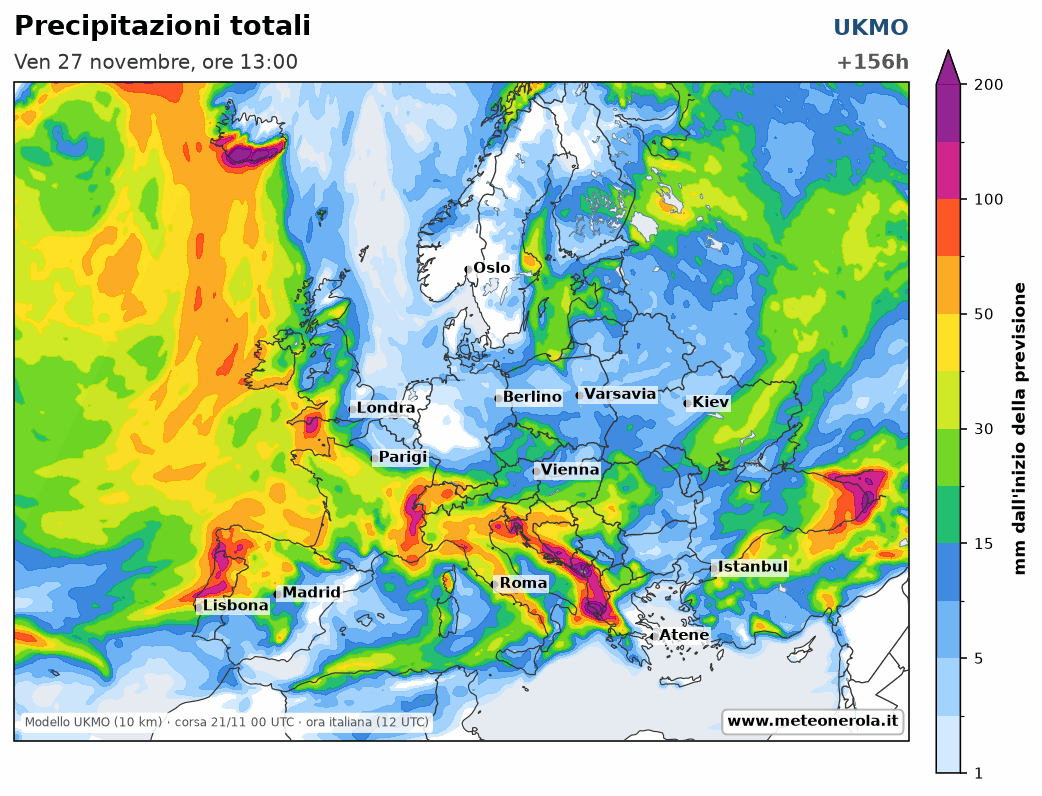 Precipitazioni totali
UKMO
Ven 27 novembre, ore 13:00
+156h
200
100
50
30
15
5
1
mm dall'inizio della previsione
Oslo
Londra
Berlino
Varsavia
Kiev
Parigi
Vienna
Istanbul
Roma
Madrid
Lisbona
Atene
Modello UKMO (10 km) · corsa 21/11 00 UTC · ora italiana (12 UTC)
www.meteonerola.it